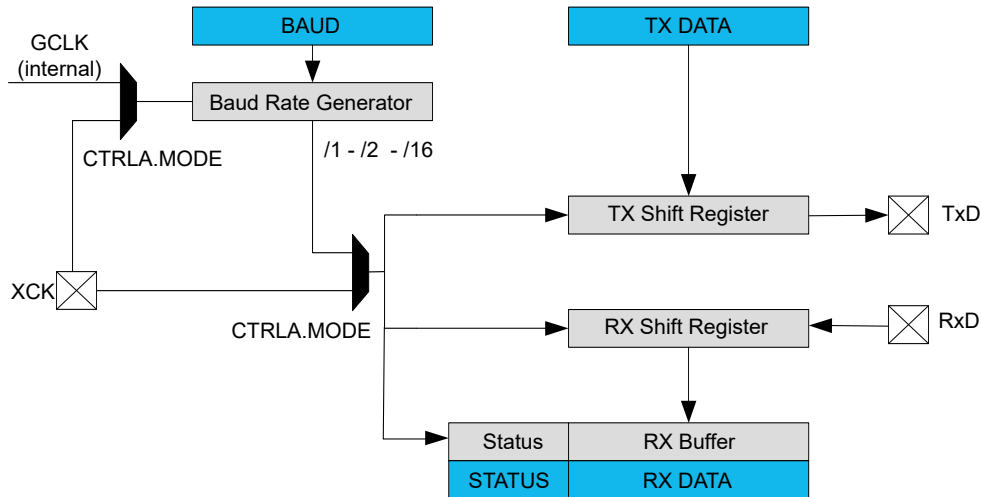 BAUD
TX DATA
GCLK
(internal)
Baud Rate Generator
CTRLA.MODE
/1 - /2 - /16
TX Shift Register
TxD
XCK
CTRLA.MODE
RX Shift Register
RxD
Status
RX Buffer
STATUS
RX DATA